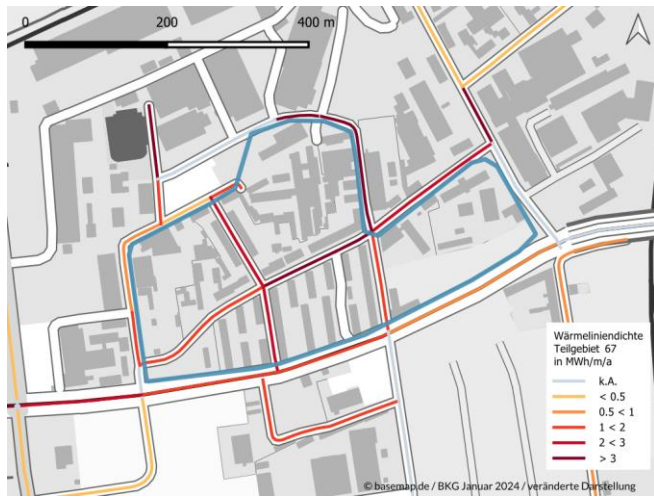 0 200 400 m
Wärmeliniendichte
Teilgebiet 67
in MWh/m/a
k.A.
< 0.5
0.5 < 1
1 < 2
2 < 3
> 3
© basemap.de / BKG Januar 2024 / veränderte Darstellung